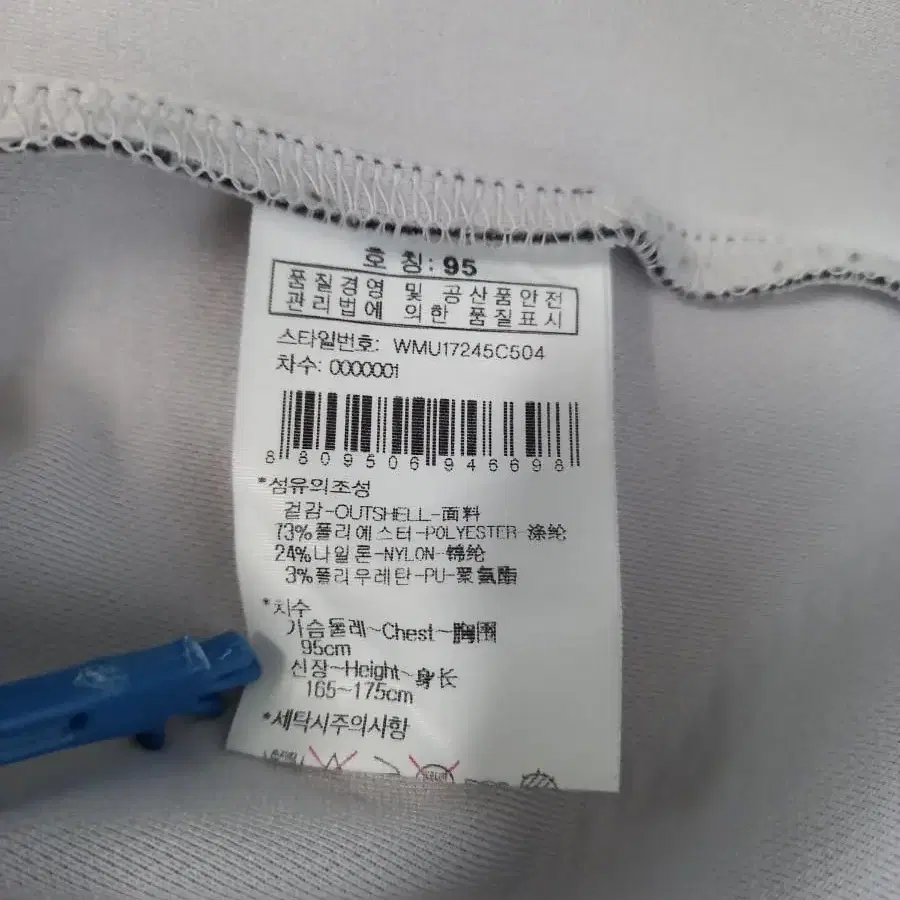 호 칭: 95
품질경영 및 공산품안전
관리법에 의한 품질표시
스타일번호: WMU17245C504
차수: 0000001
8 809506 946698
*섬유의조성
겉감-OUTSHELL-面料
73%폴리에스터-POLYESTER-涤纶
24%나일론-NYLON-锦纶
3%폴리우레탄-PU-聚氨酯
*치수
가슴둘레~Chest~胸圍
95cm
신장~Height~身长
165~175cm
*세탁시주의사항